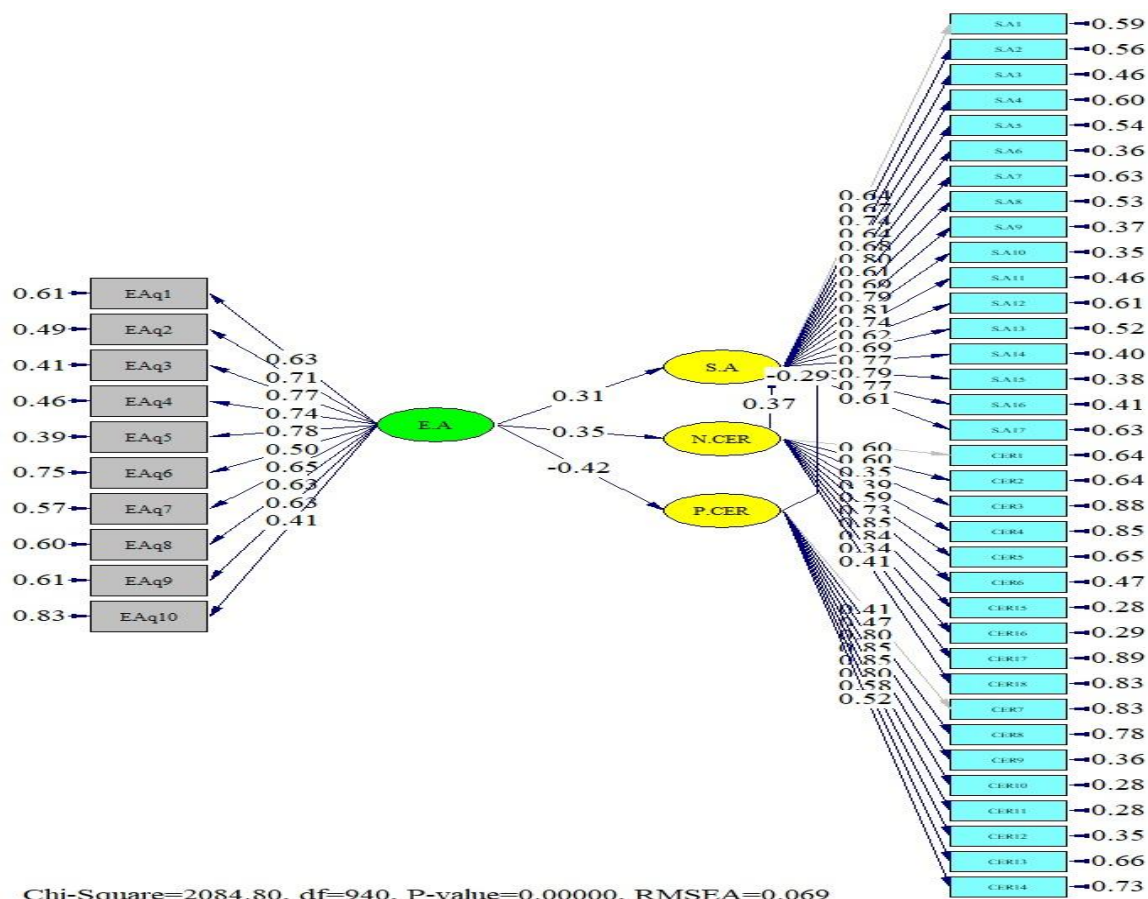 0.61 EAq1
0.49 EAq2
0.41 EAq3
0.46 EAq4
0.39 EAq5
0.75 EAq6
0.57 EAq7
0.60 EAq8
0.61 EAq9
0.83 EAq10
0.63
0.71
0.77
0.74
0.78
0.50
0.65
0.63
0.63
0.41
E.A
0.31
0.35
-0.42
S.A
N.CER
P.CER
-0.29
0.37
0.64
0.67
0.74
0.64
0.68
0.80
0.61
0.69
0.79
0.81
0.74
0.62
0.69
0.77
0.79
0.77
0.61
0.60
0.60
0.35
0.39
0.59
0.73
0.85
0.84
0.34
0.41
0.41
0.47
0.80
0.85
0.85
0.80
0.58
0.52
S.A1 0.59
S.A2 0.56
S.A3 0.46
S.A4 0.60
S.A5 0.54
S.A6 0.36
S.A7 0.63
S.A8 0.53
S.A9 0.37
S.A10 0.35
S.A11 0.46
S.A12 0.61
S.A13 0.52
S.A14 0.40
S.A15 0.38
S.A16 0.41
S.A17 0.63
CER1 0.64
CER2 0.64
CER3 0.88
CER4 0.85
CER5 0.65
CER6 0.47
CER15 0.28
CER16 0.29
CER17 0.89
CER18 0.83
CER7 0.83
CER8 0.78
CER9 0.36
CER10 0.28
CER11 0.28
CER12 0.35
CER13 0.66
CER14 0.73
Chi-Square=2084.80, df=940, P-value=0.00000, RMSEA=0.069